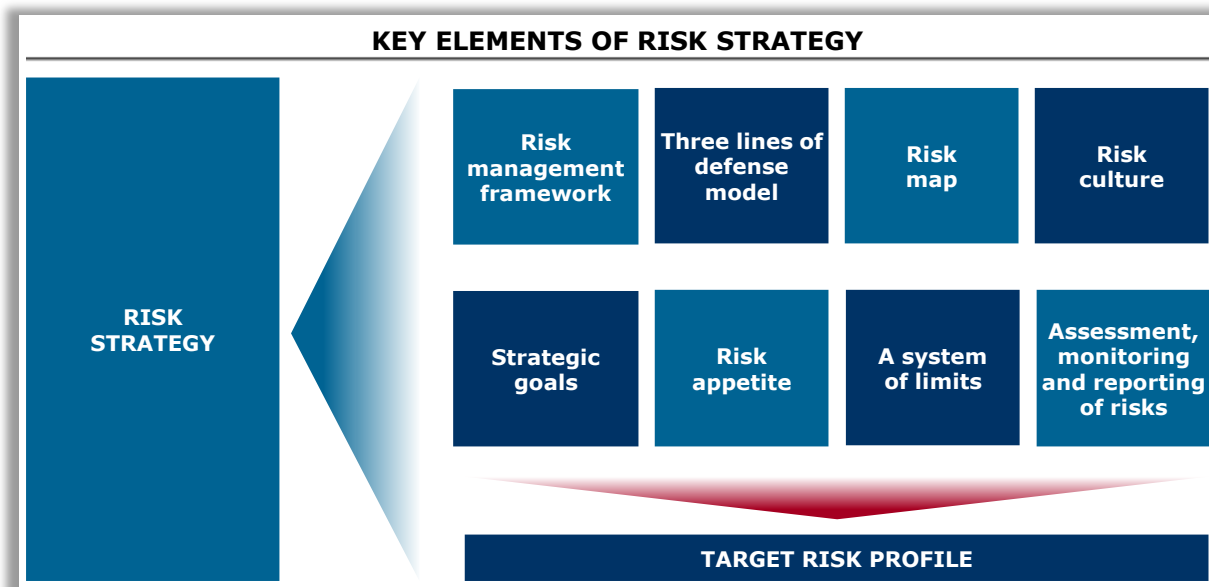 KEY ELEMENTS OF RISK STRATEGY
RISK
STRATEGY
Risk
management
framework
Three lines of
defense
model
Risk
map
Risk
culture
Strategic
goals
Risk
appetite
A system
of limits
Assessment,
monitoring
and reporting
of risks
TARGET RISK PROFILE